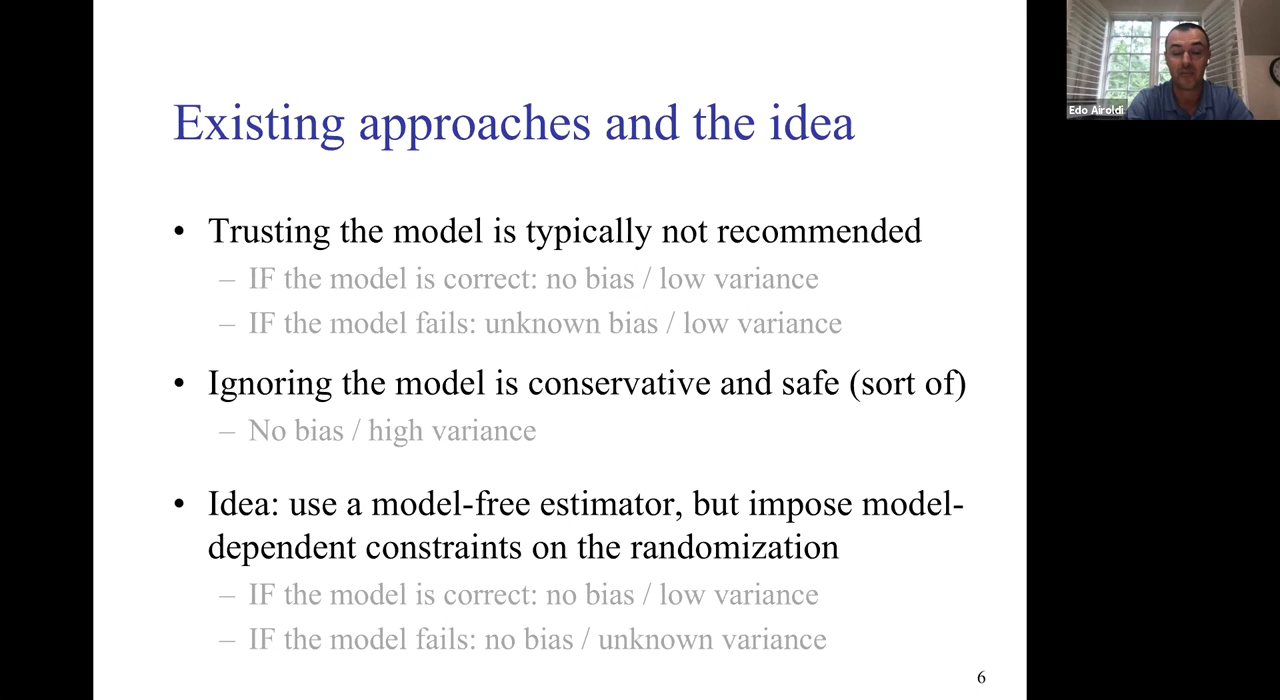 Existing approaches and the idea
• Trusting the model is typically not recommended
– IF the model is correct: no bias / low variance
– IF the model fails: unknown bias / low variance
• Ignoring the model is conservative and safe (sort of)
– No bias / high variance
• Idea: use a model-free estimator, but impose model-
dependent constraints on the randomization
– IF the model is correct: no bias / low variance
– IF the model fails: no bias / unknown variance
6
Edo Airoldi